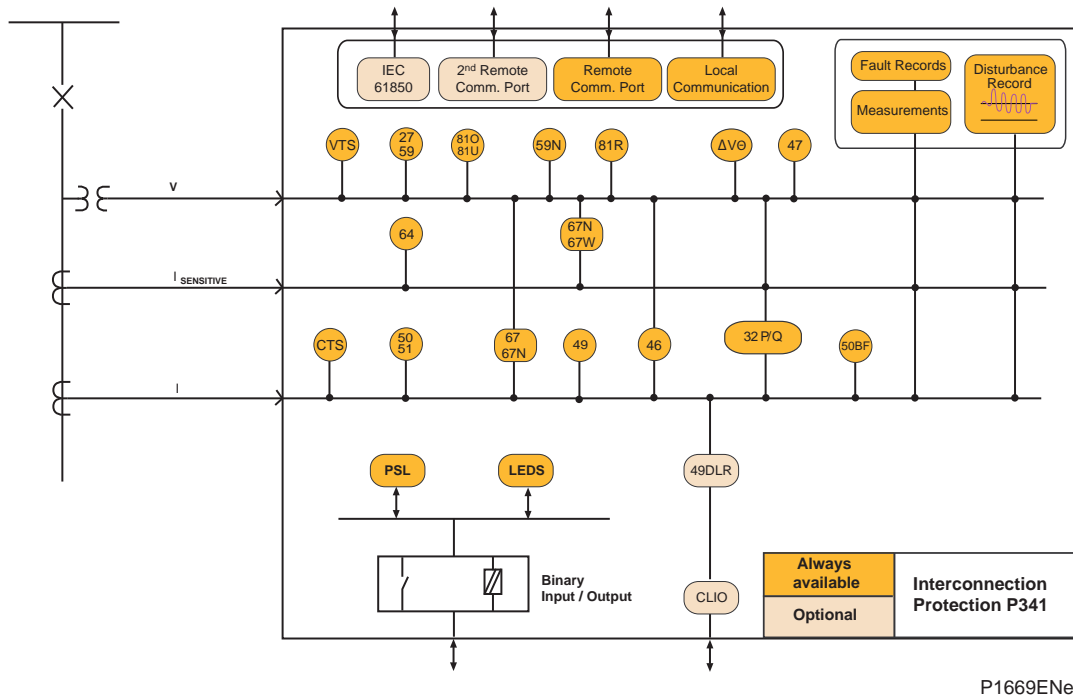 IEC
61850
2nd Remote
Comm. Port
Remote
Comm. Port
Local
Communication
Fault Records
Measurements
Disturbance
Record
VTS
27
59
81O
81U
59N
81R
ΔVΘ
47
V
64
67N
67W
I SENSITIVE
CTS
50
51
67
67N
49
46
32 P/Q
50BF
I
PSL
LEDS
49DLR
Binary
Input / Output
CLIO
Always
available
Optional
Interconnection
Protection P341
P1669ENe